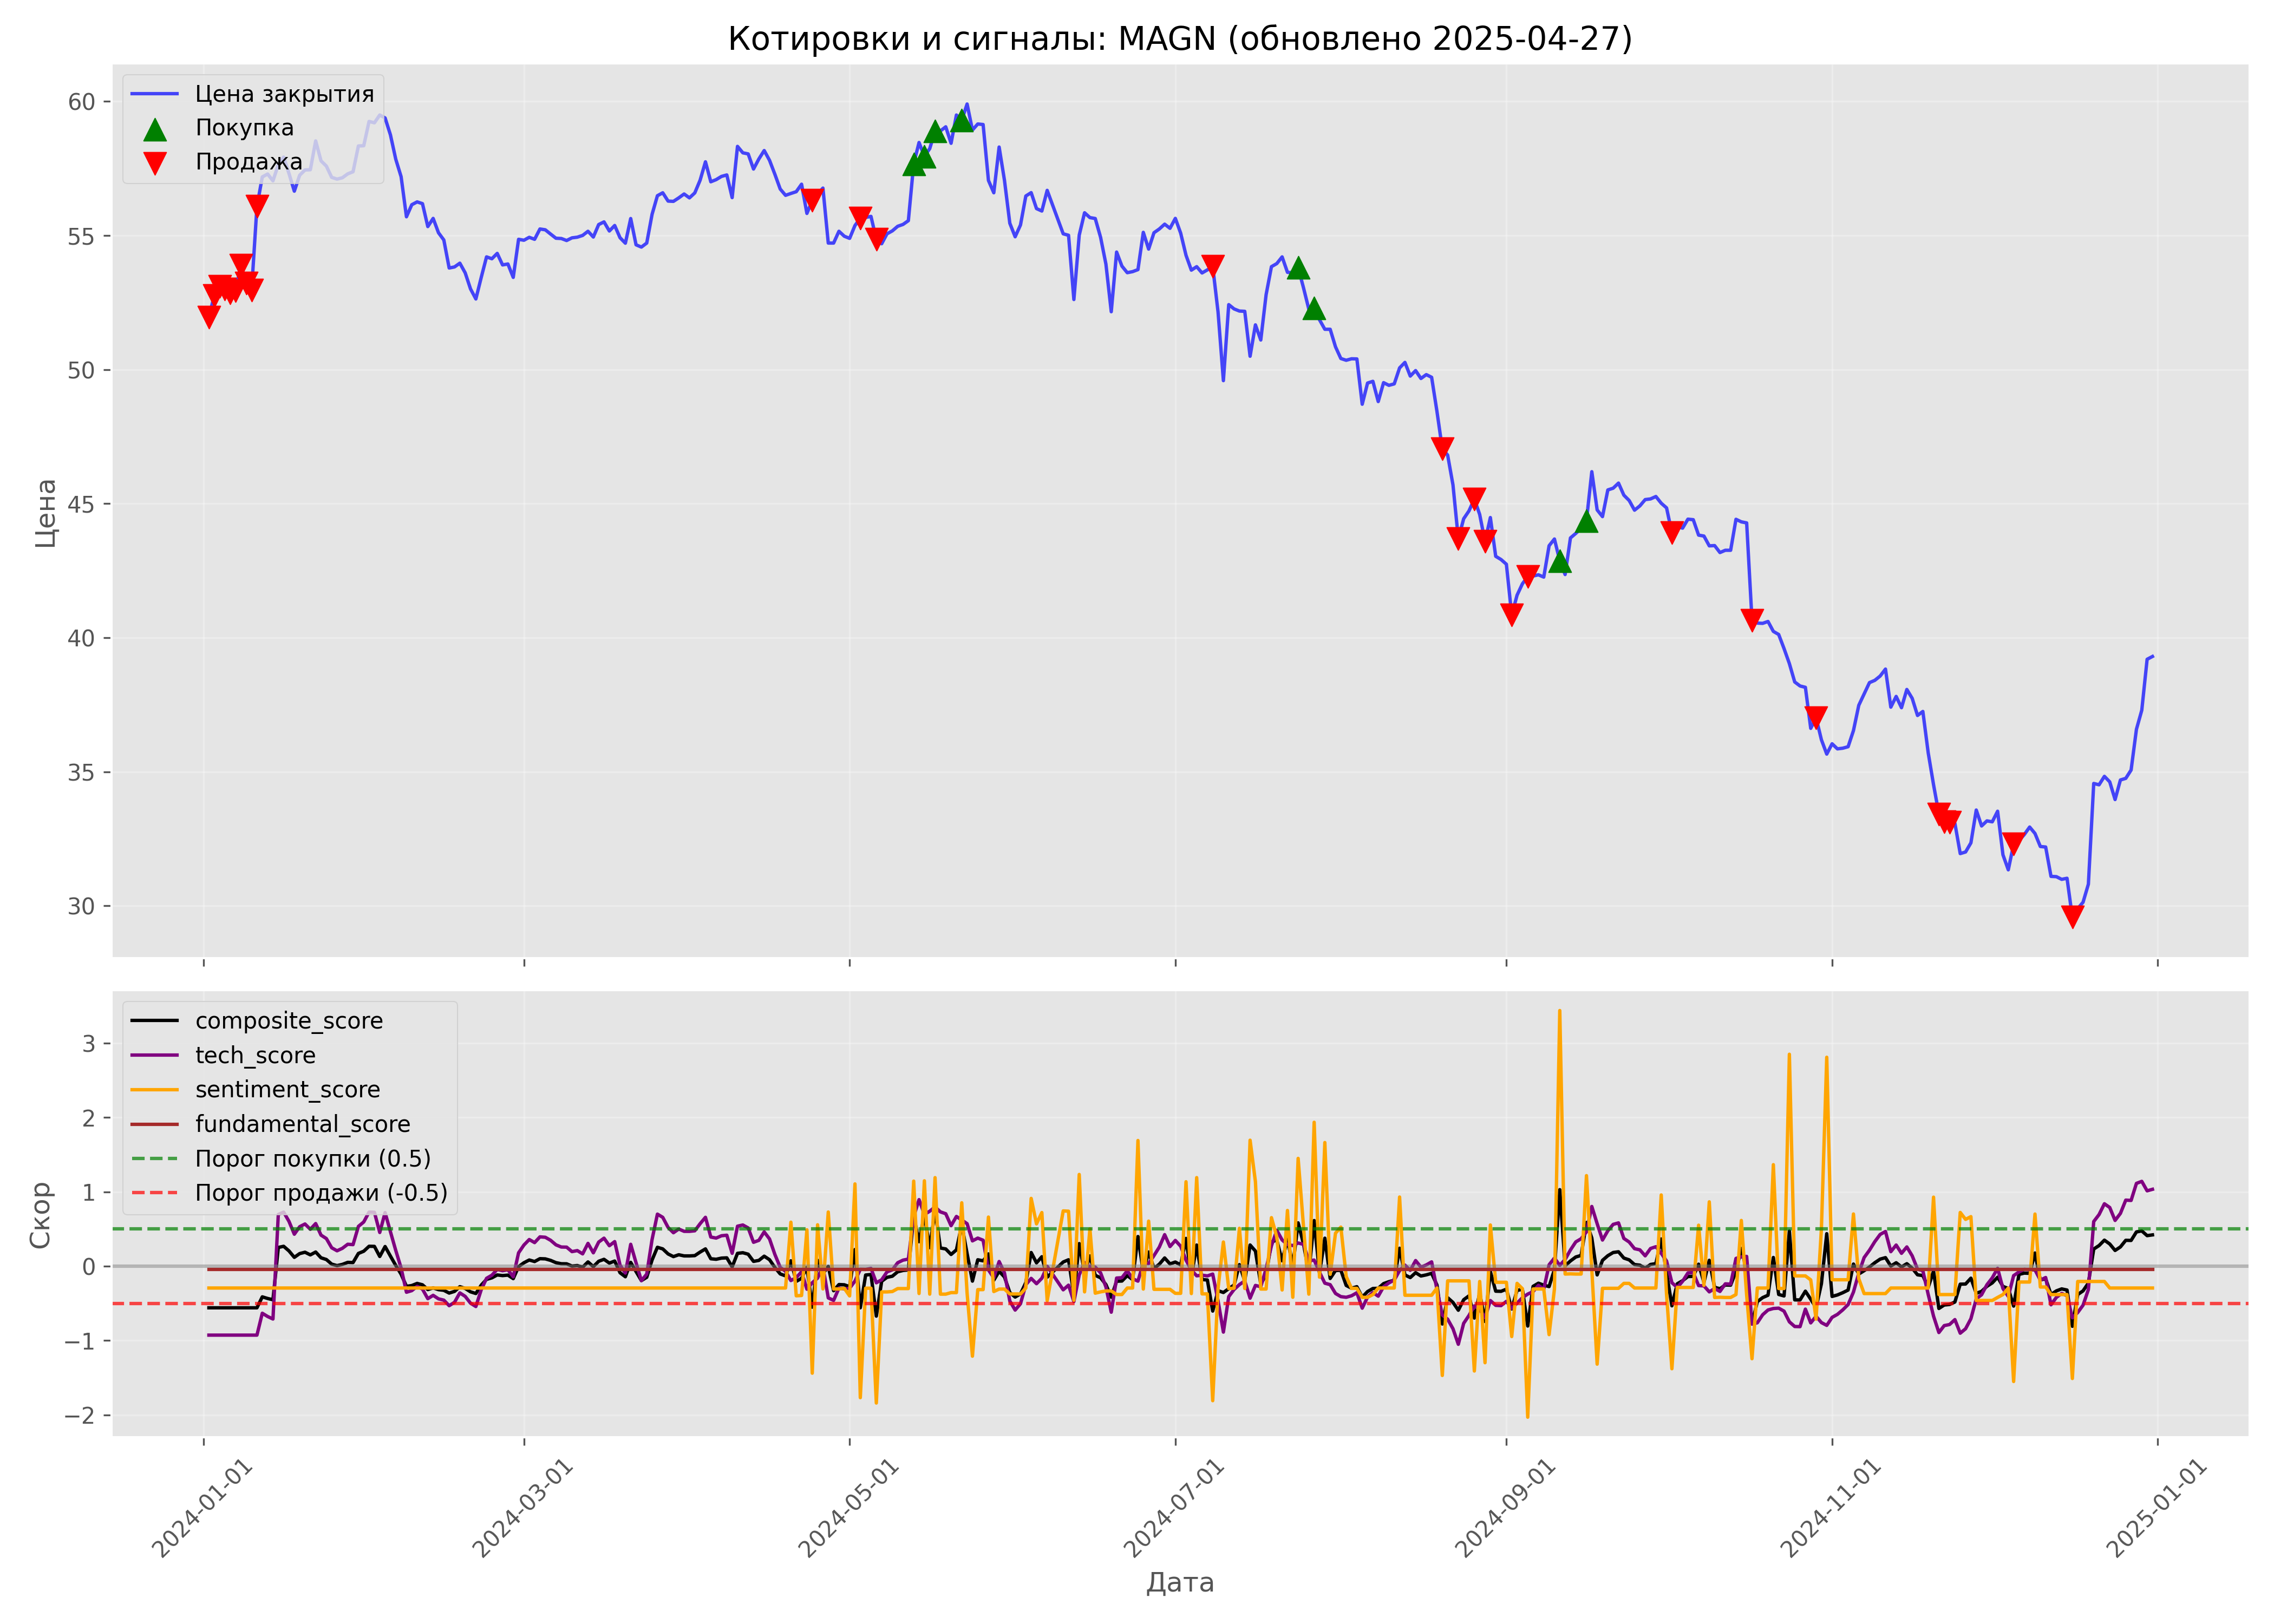 Котировки и сигналы: MAGN (обновлено 2025-04-27)
Цена закрытия
Покупка
Продажа
60
55
50
45
40
35
30
Цена
composite_score
tech_score
sentiment_score
fundamental_score
Порог покупки (0.5)
Порог продажи (-0.5)
3
2
1
0
−1
−2
Скор
2024-01-01
2024-03-01
2024-05-01
2024-07-01
2024-09-01
2024-11-01
2025-01-01
Дата